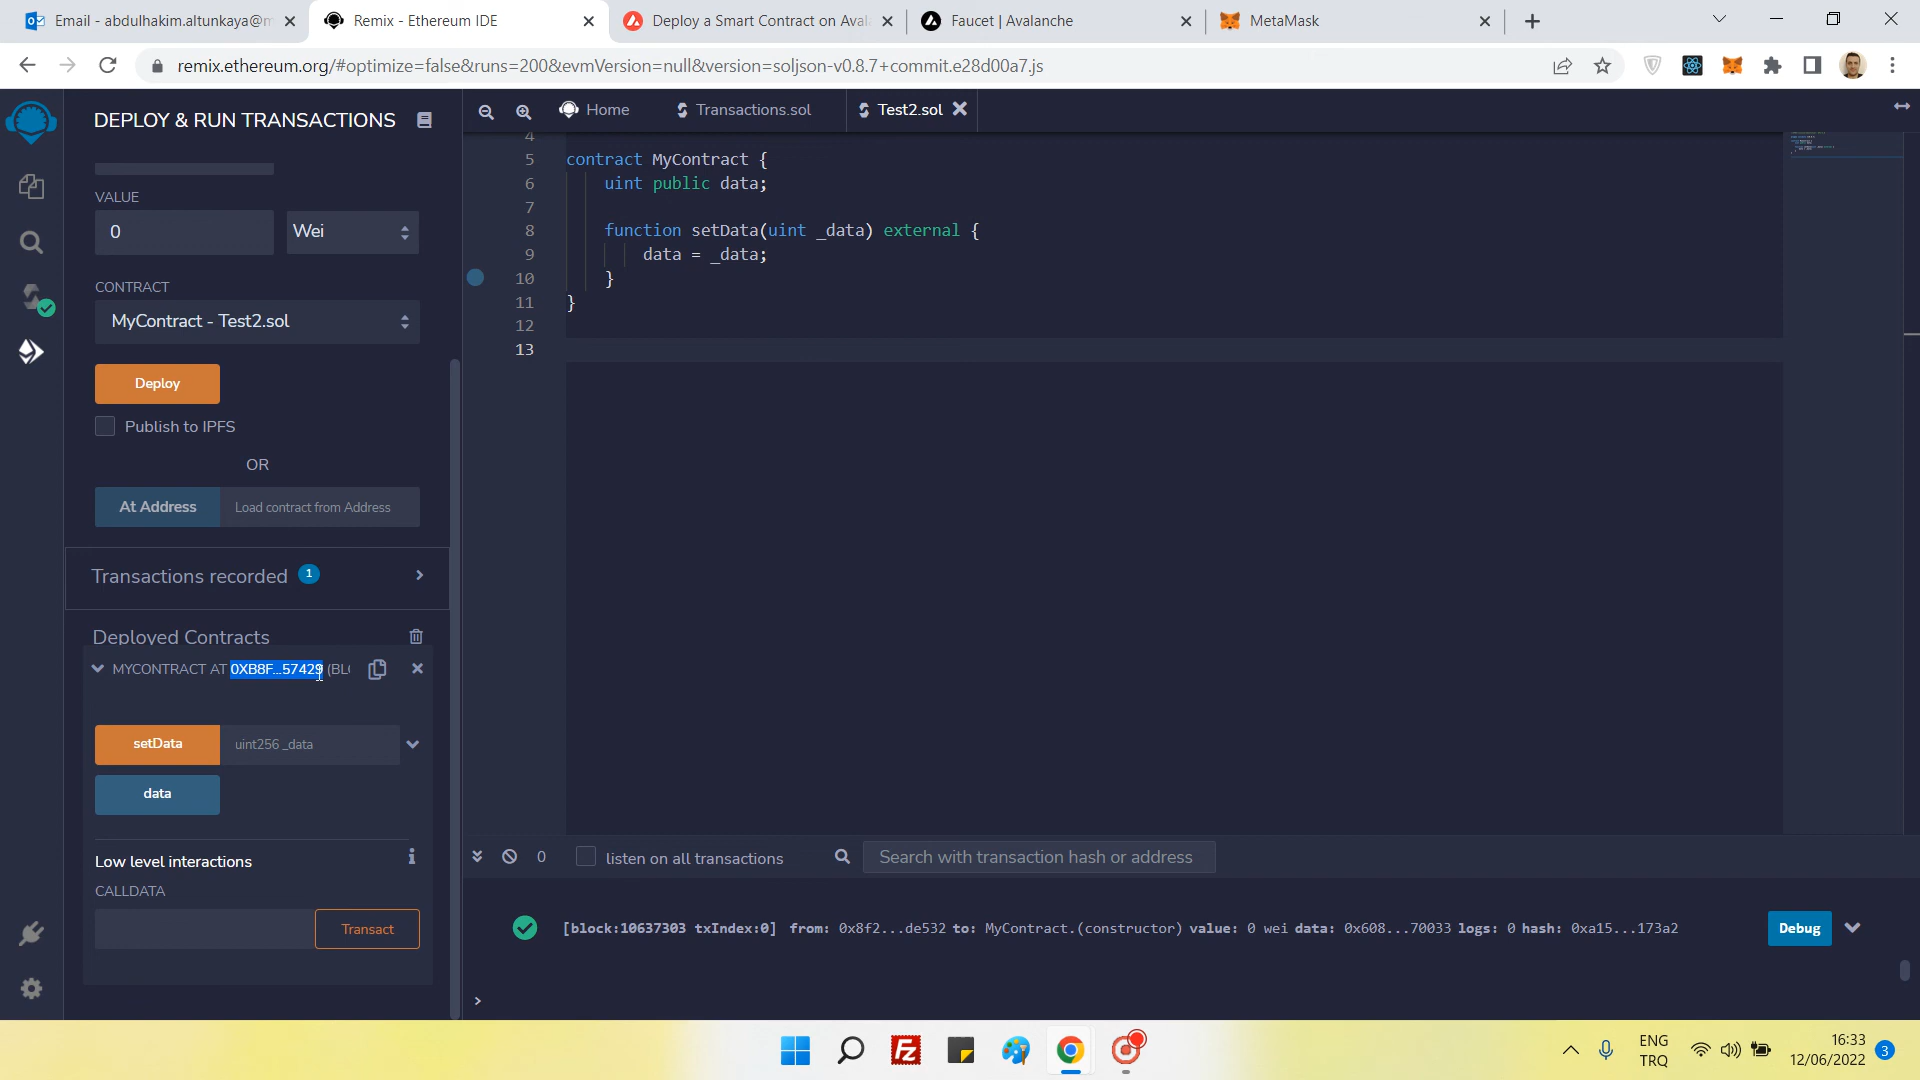 Email - abdulhakim.altunkaya@m
Remix - Ethereum IDE
Deploy a Smart Contract on Aval
Faucet | Avalanche
MetaMask
remix.ethereum.org/#optimize=false&runs=200&evmVersion=null&version=soljson-v0.8.7+commit.e28d00a7.js
DEPLOY & RUN TRANSACTIONS
Home
Transactions.sol
Test2.sol
VALUE
0
Wei
CONTRACT
MyContract - Test2.sol
Deploy
Publish to IPFS
OR
At Address
Load contract from Address
Transactions recorded 1
Deployed Contracts
MYCONTRACT AT 0XB8F...57429 (BLO
setData
uint256 _data
data
Low level interactions
i
CALLDATA
Transact
4
5 contract MyContract {
6 uint public data;
7
8 function setData(uint _data) external {
9 data = _data;
10 }
11 }
12
13
0
listen on all transactions
Search with transaction hash or address
[block:10637303 txIndex:0] from: 0x8f2...de532 to: MyContract.(constructor) value: 0 wei data: 0x608...70033 logs: 0 hash: 0xa15...173a2
Debug
>
ENG
TRQ
16:33
12/06/2022
3